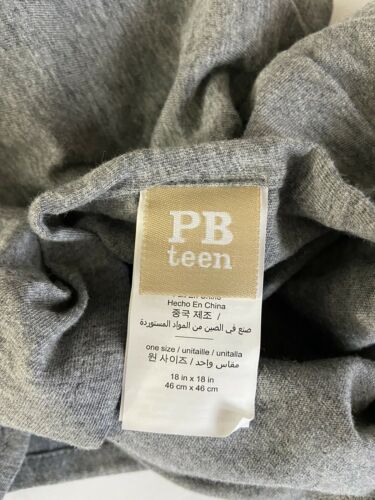 PB
teen
Hecho En China
중국 제조 /
صنع في الصين من المواد المستوردة
one size / unitaille / unitalla
원 사이즈 / مقاس واحد
18 in x 18 in
46 cm x 46 cm